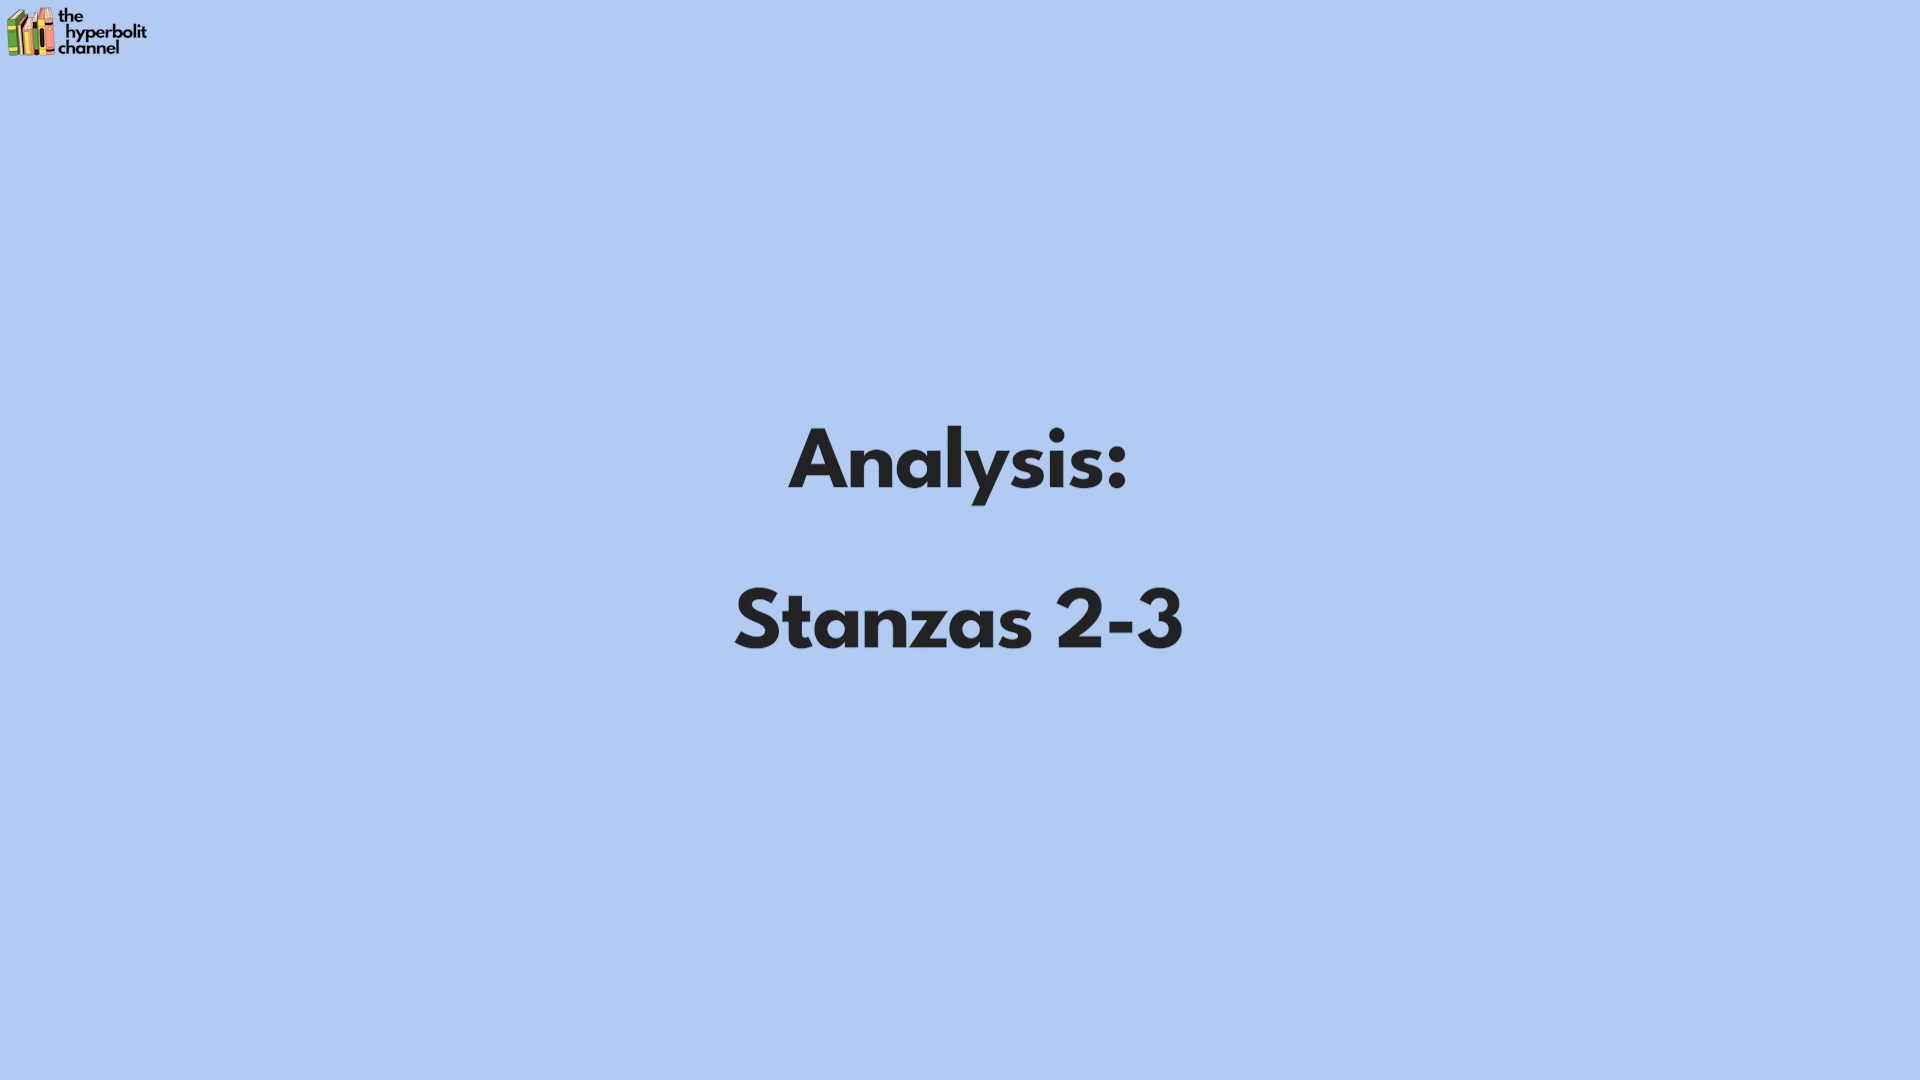 the
hyperbolit
channel
Analysis:
Stanzas 2-3